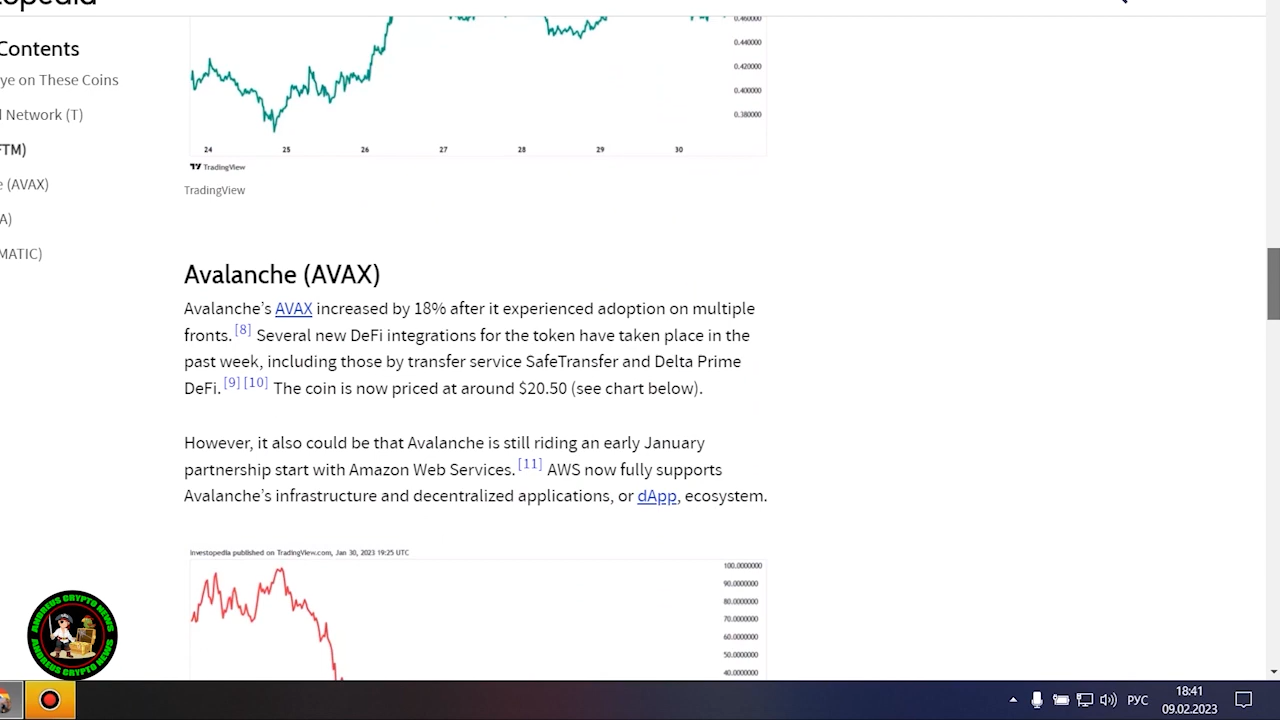 opedia
Contents
ye on These Coins
l Network (T)
FTM)
e (AVAX)
A)
MATIC)
0.460000
0.440000
0.420000
0.400000
0.380000
24 25 26 27 28 29 30
TradingView
TradingView
Avalanche (AVAX)
Avalanche’s AVAX increased by 18% after it experienced adoption on multiple
fronts. [8] Several new DeFi integrations for the token have taken place in the
past week, including those by transfer service SafeTransfer and Delta Prime
DeFi. [9] [10] The coin is now priced at around $20.50 (see chart below).
However, it also could be that Avalanche is still riding an early January
partnership start with Amazon Web Services. [11] AWS now fully supports
Avalanche’s infrastructure and decentralized applications, or dApp, ecosystem.
Investopedia published on TradingView.com, Jan 30, 2023 19:25 UTC
100.0000000
90.0000000
80.0000000
70.0000000
60.0000000
50.0000000
40.0000000
ANDREUS CRYPTO NEWS
ANDREUS CRYPTO NEWS
РУС
18:41
09.02.2023